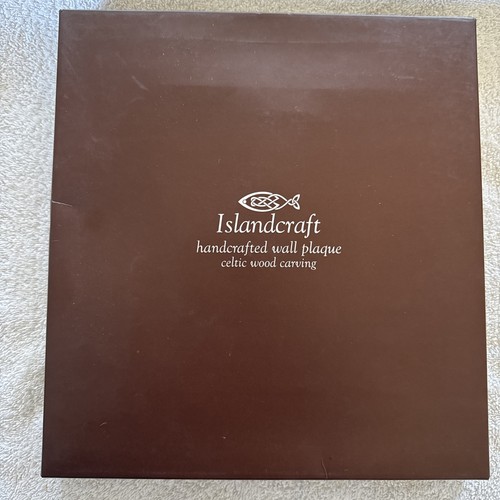 Islandcraft
handcrafted wall plaque
celtic wood carving